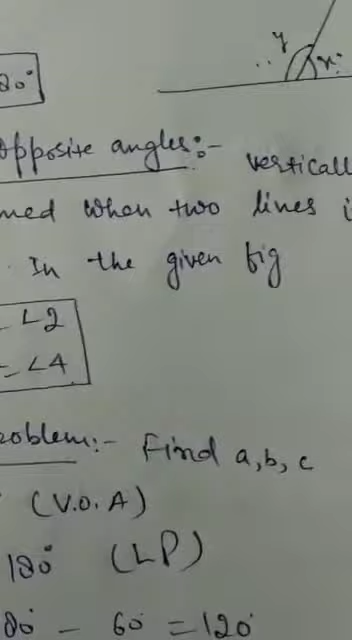 y
x
80°
opposite angles:-
vertical
med when two lines
In the given fig
= ∠2
= ∠4
roblem:- Find a, b, c
(V.O.A)
180° (LP)
80° - 60° = 120°